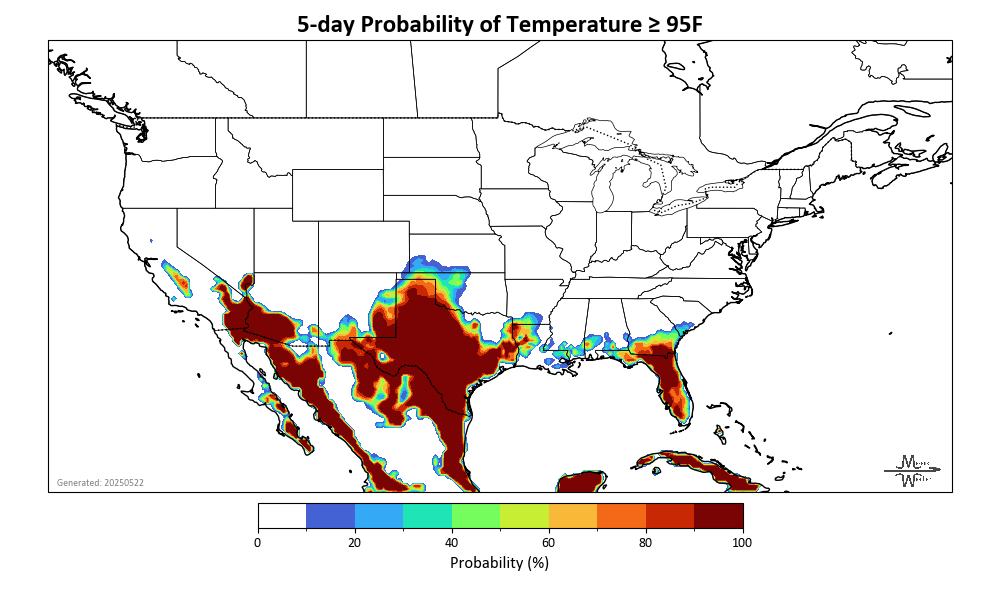 5-day Probability of Temperature ≥ 95F
Generated: 20250522
0 20 40 60 80 100
Probability (%)